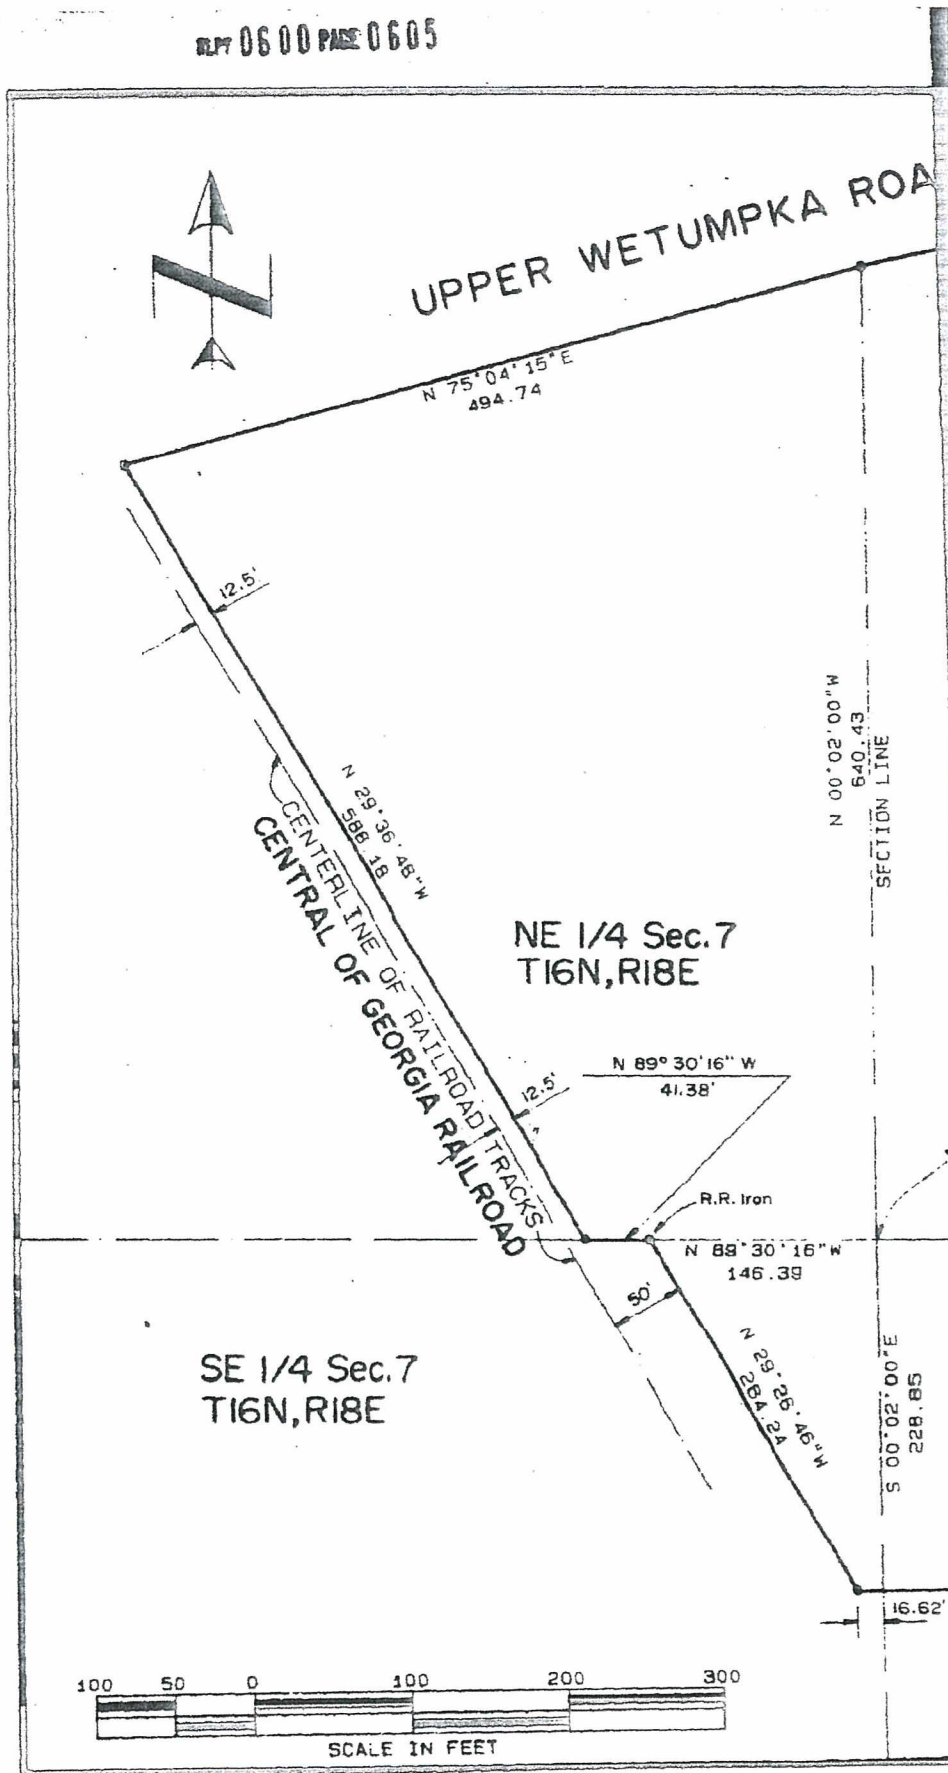 RLPY 0600 PAGE 0605
UPPER WETUMPKA ROA
N 75°04'15"E
494.74
12.5'
N 00°02'00"W
640.43
SECTION LINE
N 29°36'48"W
588.18
CENTERLINE OF RAILROAD TRACKS
CENTRAL OF GEORGIA RAILROAD
NE 1/4 Sec.7
T16N,R18E
N 89°30'16" W
41.38'
12.5'
R.R. Iron
N 89°30'16"W
146.39
50'
N 29°26'46"W
284.24
SE 1/4 Sec.7
T16N,R18E
S 00°02'00"E
228.85
16.62'
100 50 0 100 200 300
SCALE IN FEET